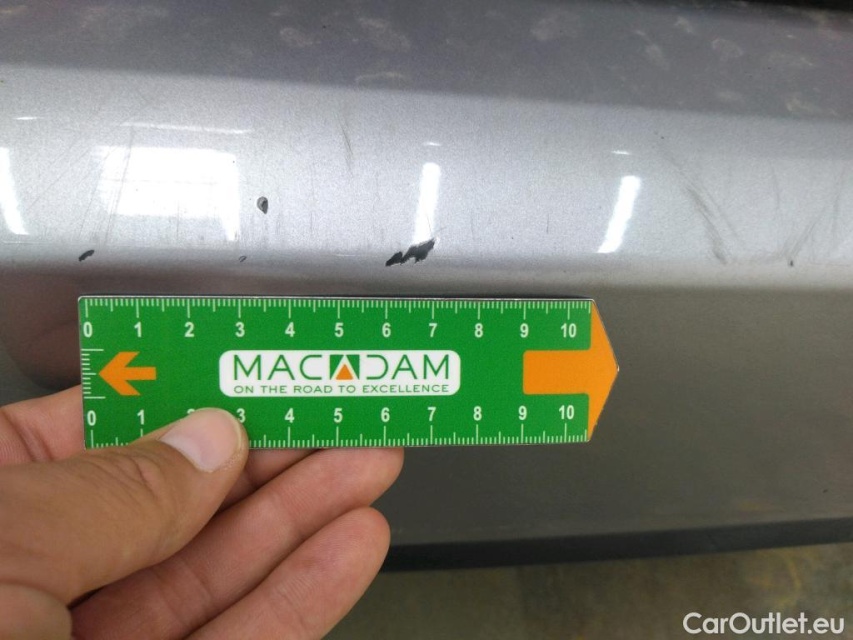 0 1 2 3 4 5 6 7 8 9 10
MACADAM
ON THE ROAD TO EXCELLENCE
0 1 2 3 4 5 6 7 8 9 10
CarOutlet.eu